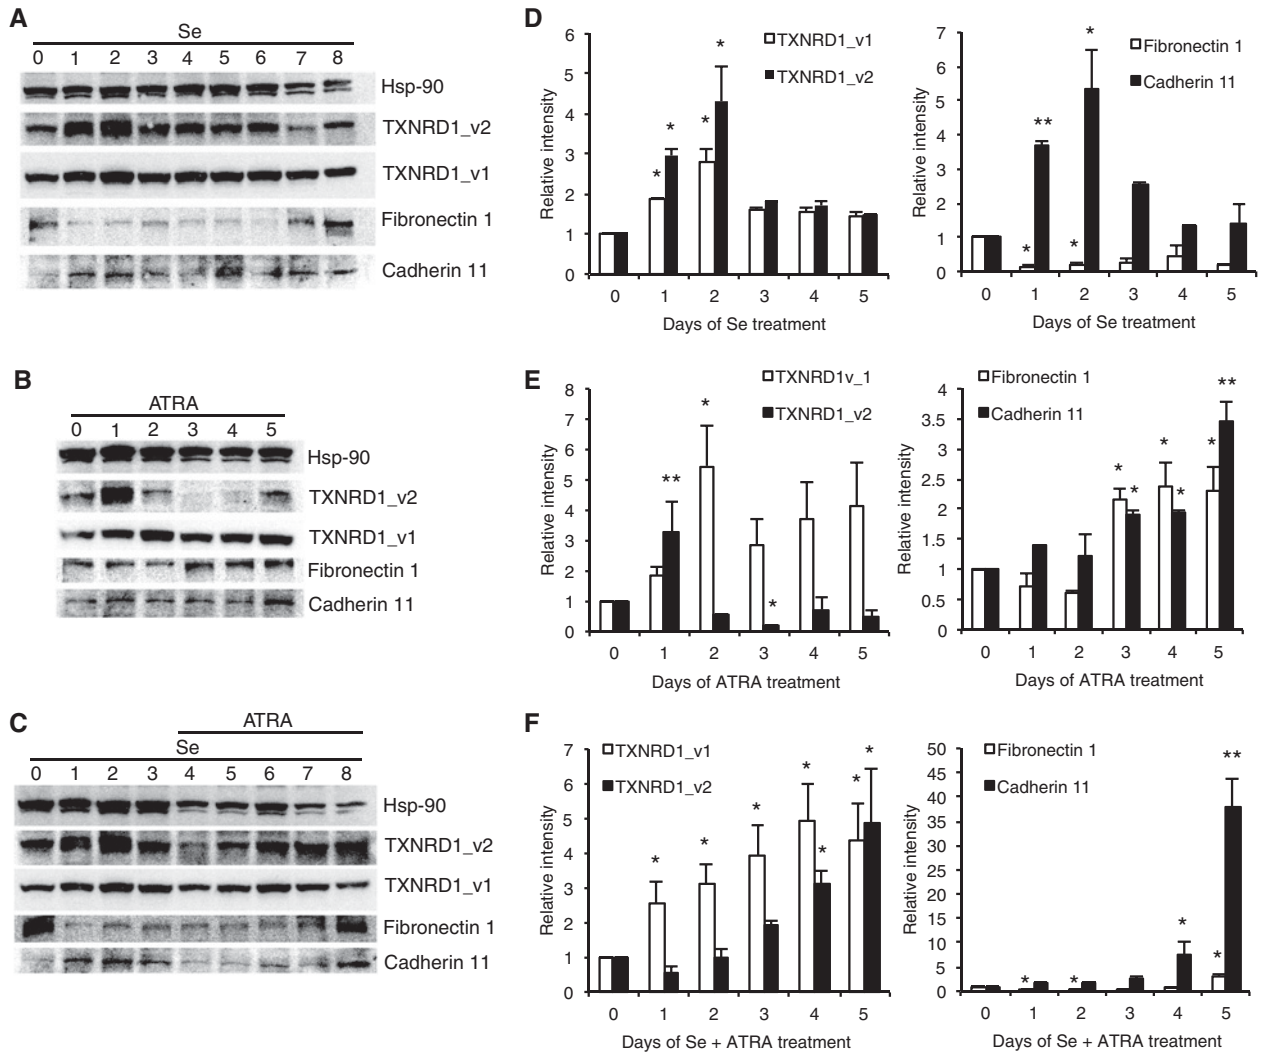 A
Se
0 1 2 3 4 5 6 7 8
Hsp-90
TXNRD1_v2
TXNRD1_v1
Fibronectin 1
Cadherin 11
D
6
5
4
3
2
1
0
Relative intensity
TXNRD1_v1
TXNRD1_v2
* * * *
0 1 2 3 4 5
Days of Se treatment
7
6
5
4
3
2
1
0
Relative intensity
Fibronectin 1
Cadherin 11
* ** * *
0 1 2 3 4 5
Days of Se treatment
B
ATRA
0 1 2 3 4 5
Hsp-90
TXNRD1_v2
TXNRD1_v1
Fibronectin 1
Cadherin 11
E
8
7
6
5
4
3
2
1
0
Relative intensity
TXNRD1v_1
TXNRD1_v2
** * *
0 1 2 3 4 5
Days of ATRA treatment
4
3.5
3
2.5
2
1.5
1
0.5
0
Relative intensity
Fibronectin 1
Cadherin 11
* * * * * **
0 1 2 3 4 5
Days of ATRA treatment
C
ATRA
Se
0 1 2 3 4 5 6 7 8
Hsp-90
TXNRD1_v2
TXNRD1_v1
Fibronectin 1
Cadherin 11
F
7
6
5
4
3
2
1
0
Relative intensity
TXNRD1_v1
TXNRD1_v2
* * * * * * *
0 1 2 3 4 5
Days of Se + ATRA treatment
50
45
40
35
30
25
20
15
10
5
0
Relative intensity
Fibronectin 1
Cadherin 11
* * * * **
0 1 2 3 4 5
Days of Se + ATRA treatment